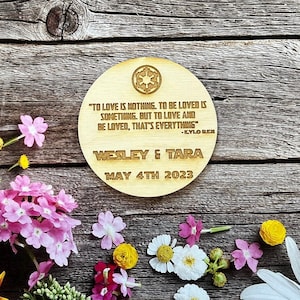 "TO LOVE IS NOTHING. TO BE LOVED IS
SOMETHING. BUT TO LOVE AND
BE LOVED, THAT'S EVERYTHING"
- KYLO REN
WESLEY & TARA
MAY 4TH 2023